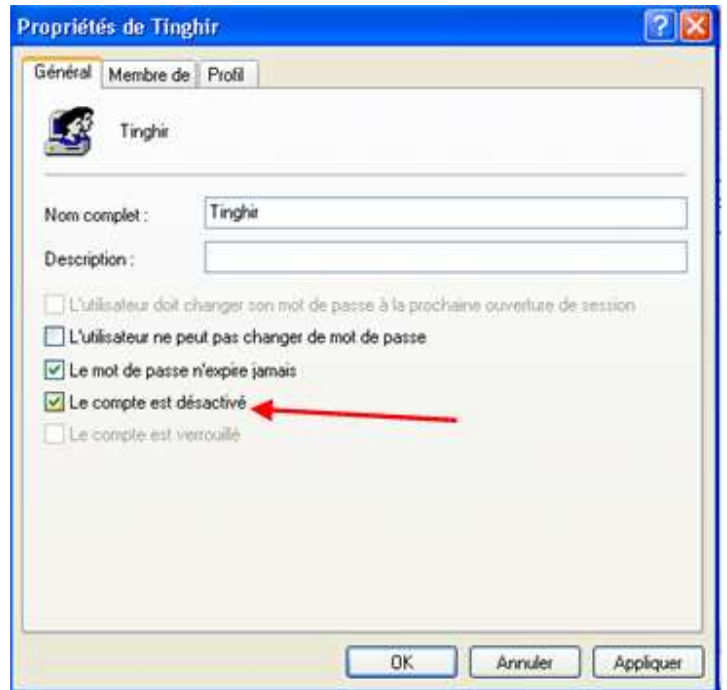 Propriétés de Tinghir
Général Membre de Profil
Tinghir
Nom complet : Tinghir
Description :
L'utilisateur doit changer son mot de passe à la prochaine ouverture de session
L'utilisateur ne peut pas changer de mot de passe
Le mot de passe n'expire jamais
Le compte est désactivé
Le compte est verrouillé
OK Annuler Appliquer